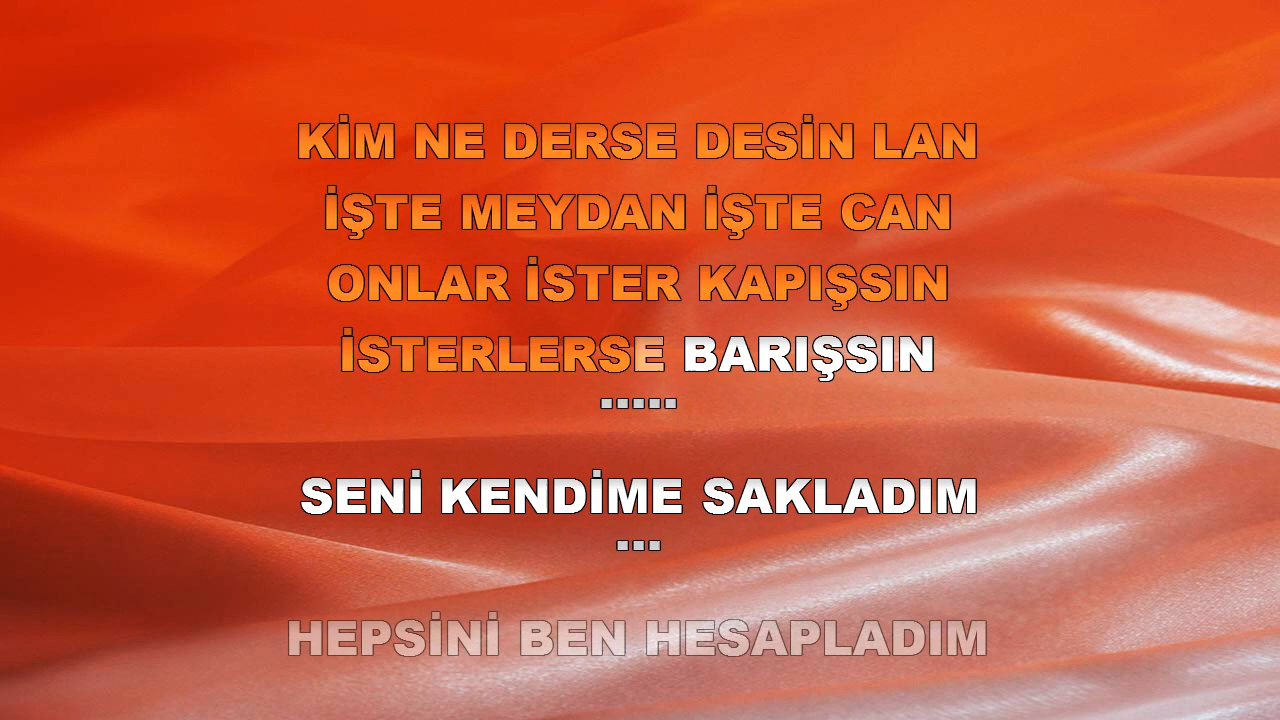 KİM NE DERSE DESİN LAN
İŞTE MEYDAN İŞTE CAN
ONLAR İSTER KAPIŞSIN
İSTERLERSE BARIŞSIN
.....
SENİ KENDİME SAKLADIM
...
HEPSİNİ BEN HESAPLADIM